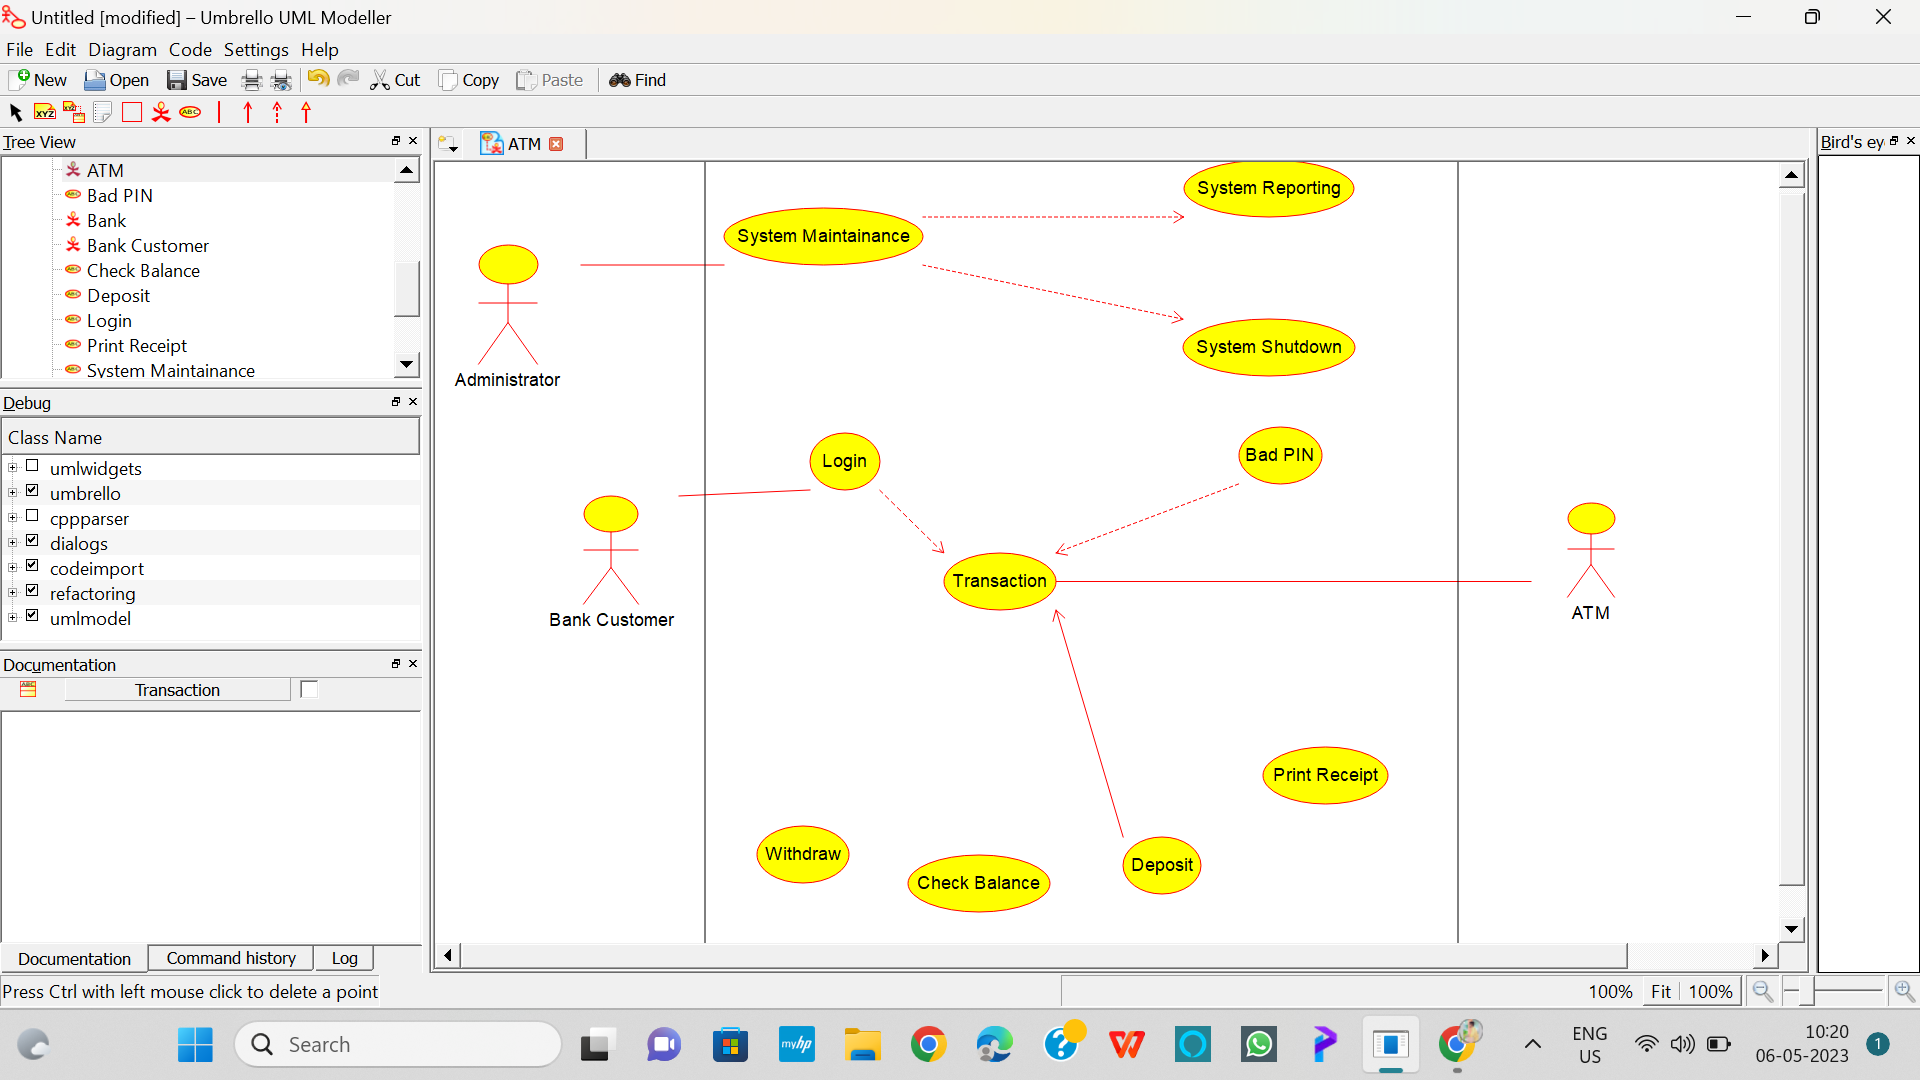 Untitled [modified] – Umbrello UML Modeller
File Edit Diagram Code Settings Help
New Open Save Cut Copy Paste Find
XYZ XYZ ABC
Tree View
ATM
Bad PIN
Bank
Bank Customer
Check Balance
Deposit
Login
Print Receipt
System Maintainance
Debug
Class Name
umlwidgets
umbrello
cppparser
dialogs
codeimport
refactoring
umlmodel
Documentation
Transaction
Documentation Command history Log
Press Ctrl with left mouse click to delete a point
ATM
System Reporting
System Maintainance
System Shutdown
Administrator
Login
Bad PIN
Bank Customer
Transaction
ATM
Print Receipt
Withdraw
Check Balance
Deposit
Bird's ey
100% Fit 100%
Search
myhp
ENG
US
10:20
06-05-2023
1